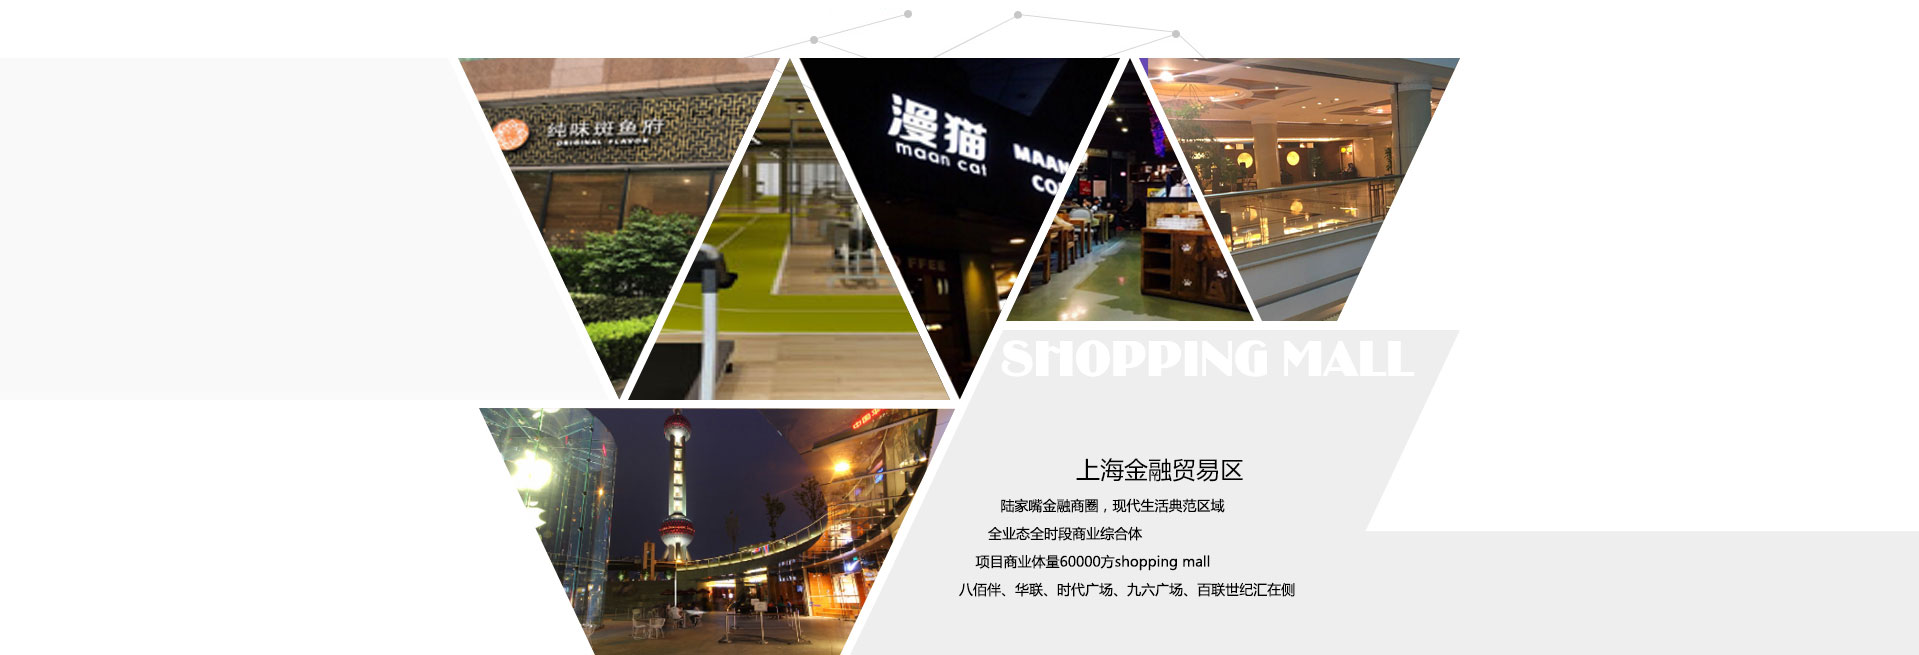 纯味斑鱼府
ORIGINAL FLAVOR
漫猫
maan cat
MAAN
CO
FFEE
SHOPPING MALL
上海金融贸易区
陆家嘴金融商圈，现代生活典范区域
全业态全时段商业综合体
项目商业体量60000方shopping mall
八佰伴、华联、时代广场、九六广场、百联世纪汇在侧